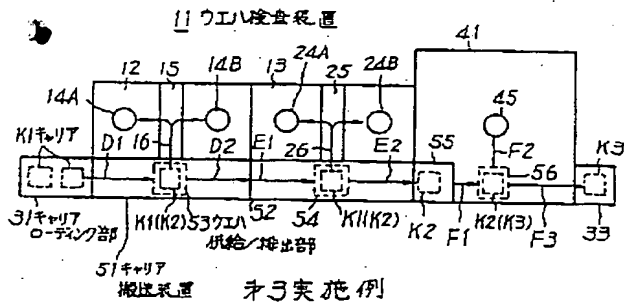 11 ウエハ検査装置
41
12 15 14B 13 24A 25 24B
14A
16
26
45
K1キャリア
D1 D2 E1 E2
55
F2
56
K3
31キャリア
ローディング部
K1(K2)
53ウエハ
供給/排出部
52
54
K1(K2)
K2
F1
K2(K3)
F3
33
51キャリア
搬送装置
オ3実施例